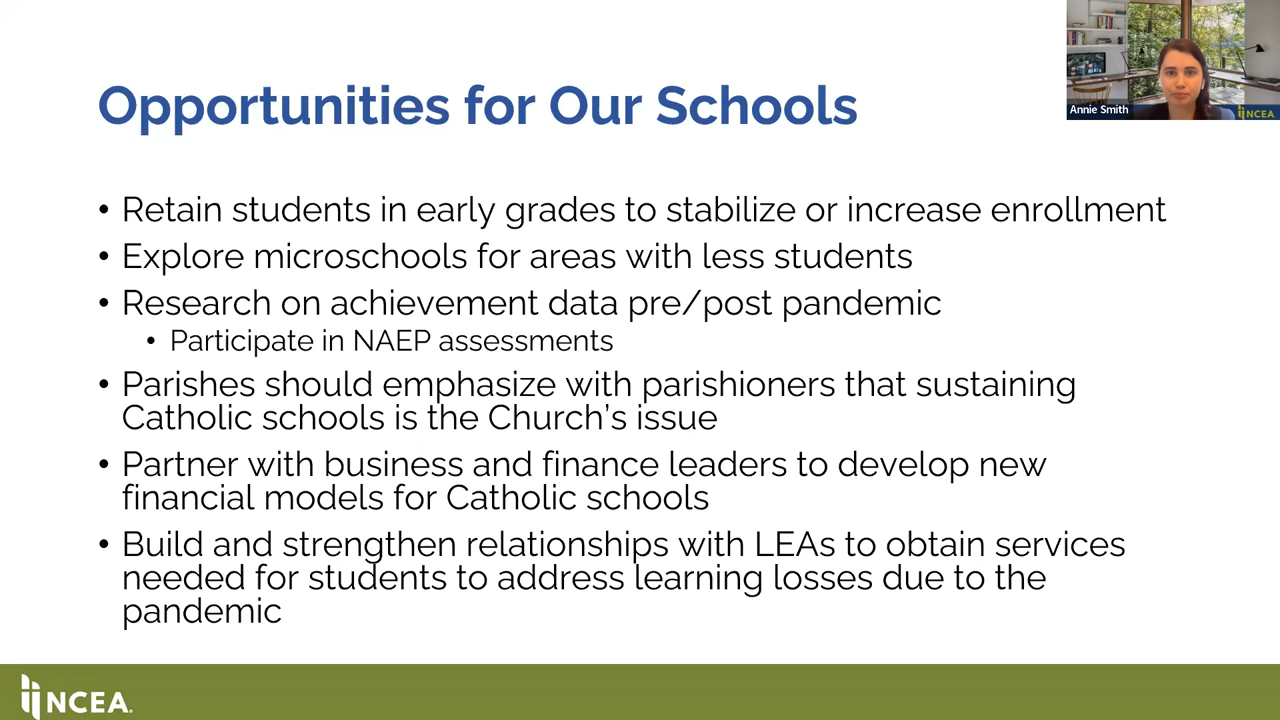 Opportunities for Our Schools
Annie Smith
NCEA
• Retain students in early grades to stabilize or increase enrollment
• Explore microschools for areas with less students
• Research on achievement data pre/post pandemic
• Participate in NAEP assessments
• Parishes should emphasize with parishioners that sustaining
Catholic schools is the Church's issue
• Partner with business and finance leaders to develop new
financial models for Catholic schools
• Build and strengthen relationships with LEAs to obtain services
needed for students to address learning losses due to the
pandemic
NCEA.